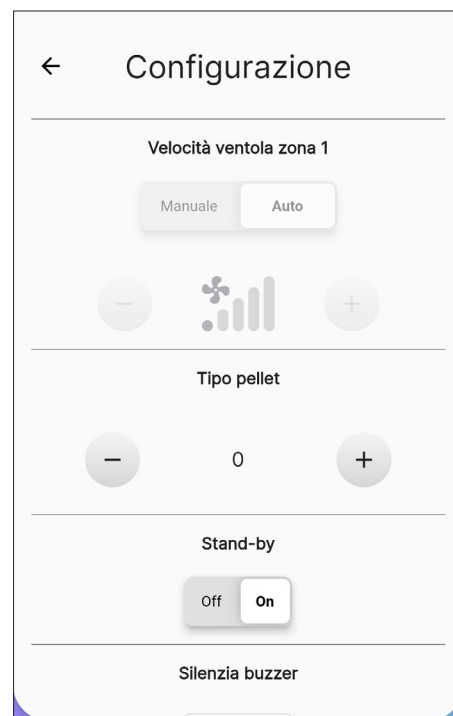 Configurazione
Velocità ventola zona 1
Manuale Auto
Tipo pellet
0
Stand-by
Off On
Silenzia buzzer